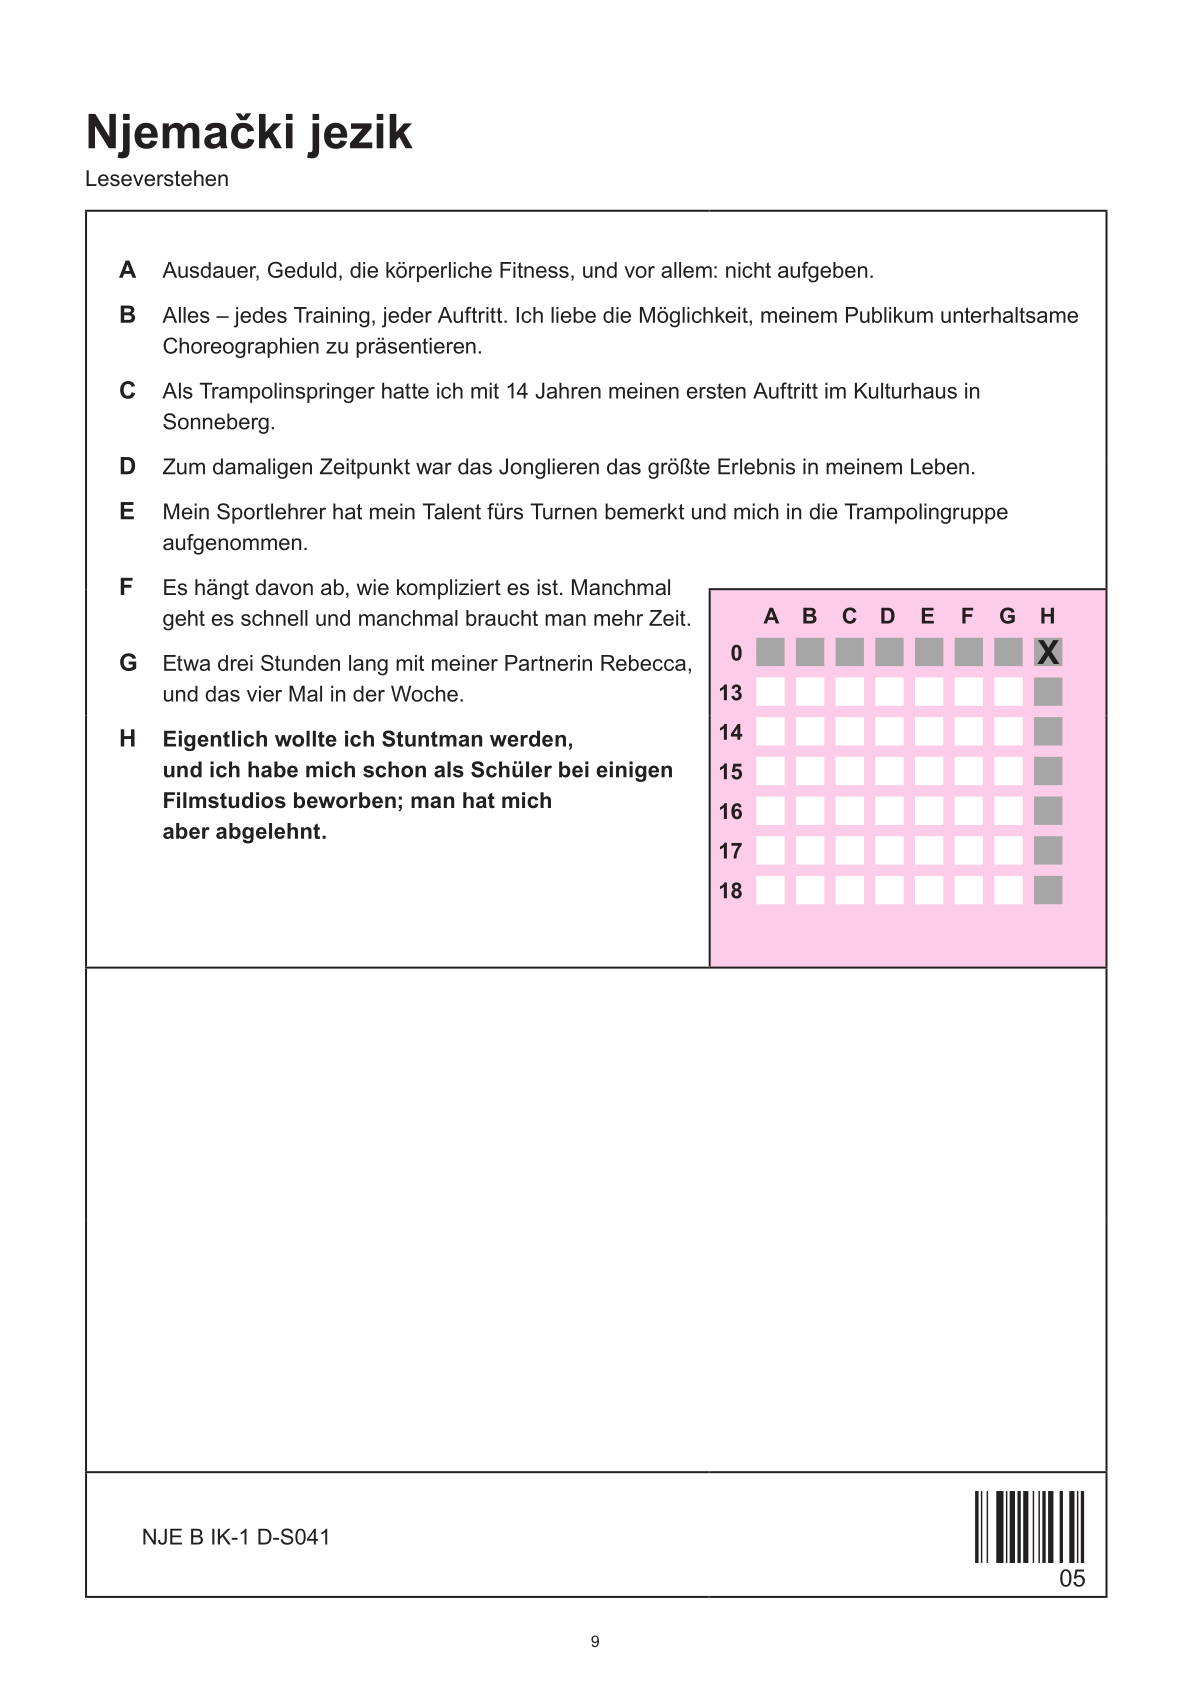 Njemački jezik
Leseverstehen
A Ausdauer, Geduld, die körperliche Fitness, und vor allem: nicht aufgeben.
B Alles – jedes Training, jeder Auftritt. Ich liebe die Möglichkeit, meinem Publikum unterhaltsame
Choreographien zu präsentieren.
C Als Trampolinspringer hatte ich mit 14 Jahren meinen ersten Auftritt im Kulturhaus in
Sonneberg.
D Zum damaligen Zeitpunkt war das Jonglieren das größte Erlebnis in meinem Leben.
E Mein Sportlehrer hat mein Talent fürs Turnen bemerkt und mich in die Trampolingruppe
aufgenommen.
F Es hängt davon ab, wie kompliziert es ist. Manchmal
geht es schnell und manchmal braucht man mehr Zeit.
G Etwa drei Stunden lang mit meiner Partnerin Rebecca,
und das vier Mal in der Woche.
H Eigentlich wollte ich Stuntman werden,
und ich habe mich schon als Schüler bei einigen
Filmstudios beworben; man hat mich
aber abgelehnt.
A B C D E F G H
0 X
13
14
15
16
17
18
NJE B IK-1 D-S041
05
9